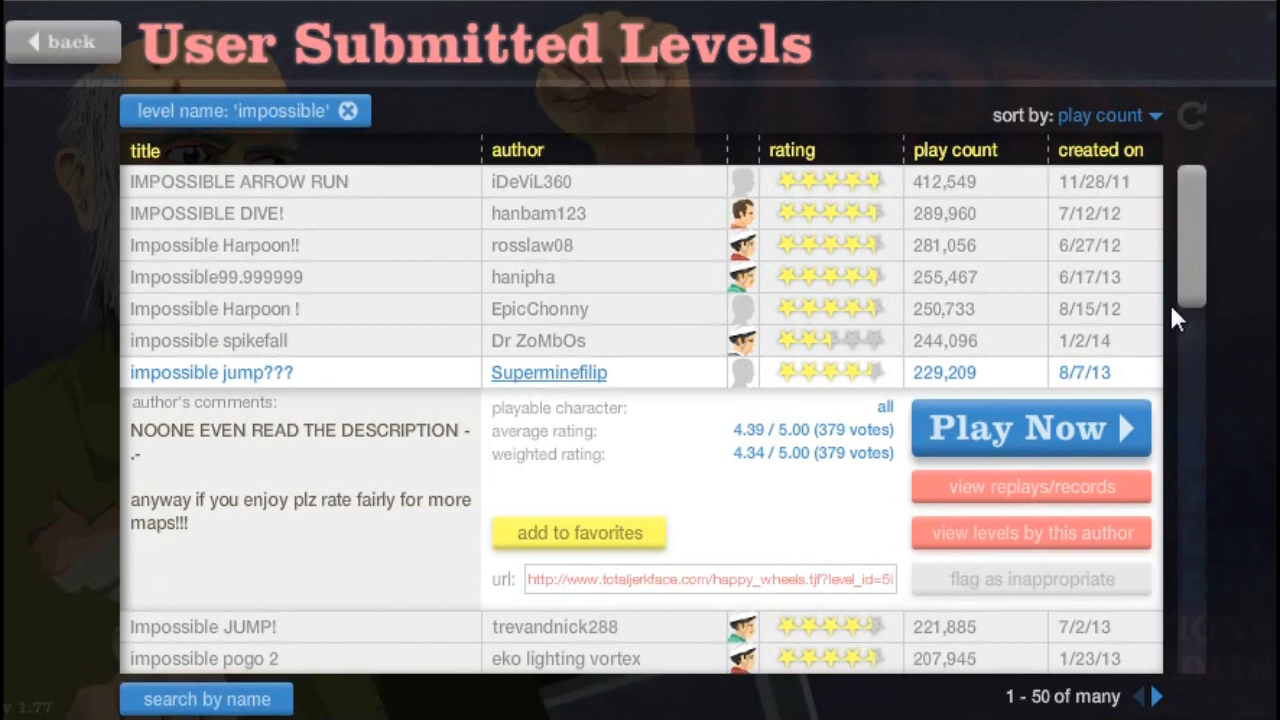 back
User Submitted Levels
level name: 'impossible'
sort by: play count
title author rating play count created on
IMPOSSIBLE ARROW RUN iDeViL360 412,549 11/28/11
IMPOSSIBLE DIVE! hanbam123 289,960 7/12/12
Impossible Harpoon!! rosslaw08 281,056 6/27/12
Impossible99.999999 hanipha 255,467 6/17/13
Impossible Harpoon ! EpicChonny 250,733 8/15/12
impossible spikefall Dr ZoMbOs 244,096 1/2/14
impossible jump??? Superminefilip 229,209 8/7/13
author's comments:
NOONE EVEN READ THE DESCRIPTION -
.-
anyway if you enjoy plz rate fairly for more
maps!!!
playable character: all
average rating: 4.39 / 5.00 (379 votes)
weighted rating: 4.34 / 5.00 (379 votes)
add to favorites
url: http://www.totaljerkface.com/happy_wheels.tjf?level_id=5
Play Now
view replays/records
view levels by this author
flag as inappropriate
Impossible JUMP! trevandnick288 221,885 7/2/13
impossible pogo 2 eko lighting vortex 207,945 1/23/13
search by name
1 - 50 of many
v 1.77